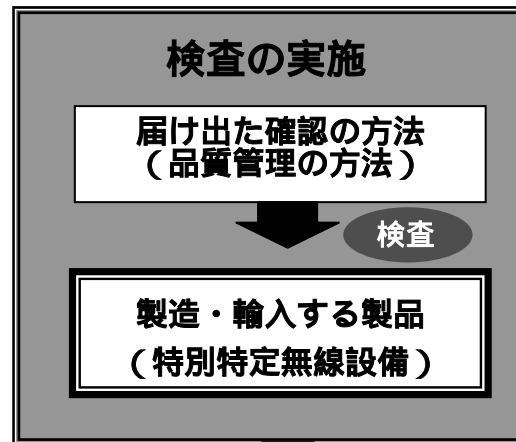 検査の実施
届け出た確認の方法
（品質管理の方法）
検査
製造・輸入する製品
（特別特定無線設備）